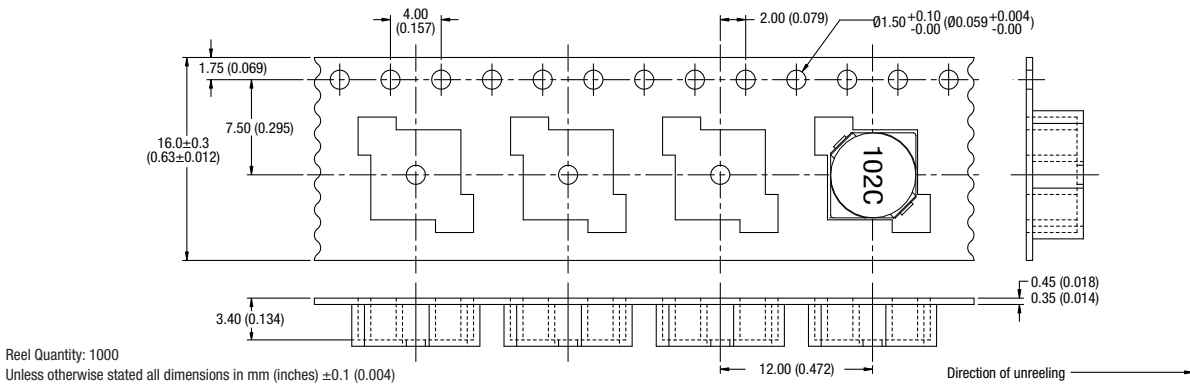 4.00
(0.157)
2.00 (0.079)
Ø1.50 +0.10 -0.00 (Ø0.059 +0.004 -0.00)
1.75 (0.069)
7.50 (0.295)
16.0±0.3
(0.63±0.012)
102C
0.45 (0.018)
0.35 (0.014)
3.40 (0.134)
Reel Quantity: 1000
12.00 (0.472)
Direction of unreeling
Unless otherwise stated all dimensions in mm (inches) ±0.1 (0.004)